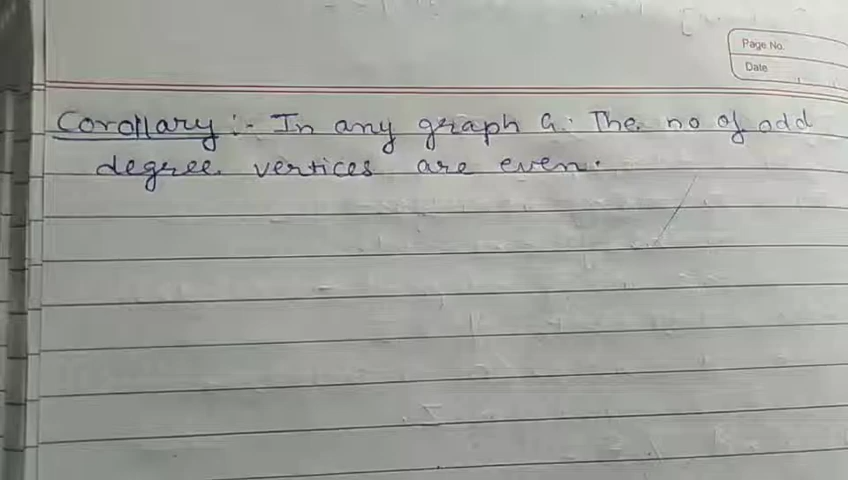 Page No.
Date
Corollary :- In any graph G. The no of odd
degree vertices are even.